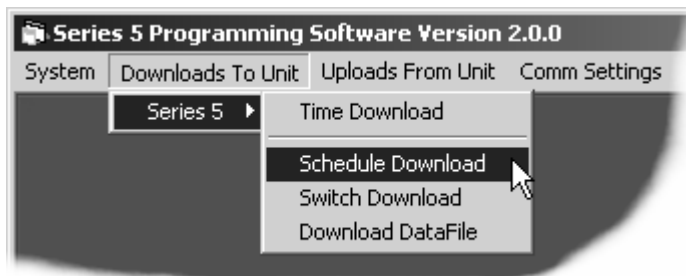 Series 5 Programming Software Version 2.0.0
System Downloads To Unit Uploads From Unit Comm Settings
Series 5 Time Download
Schedule Download
Switch Download
Download DataFile